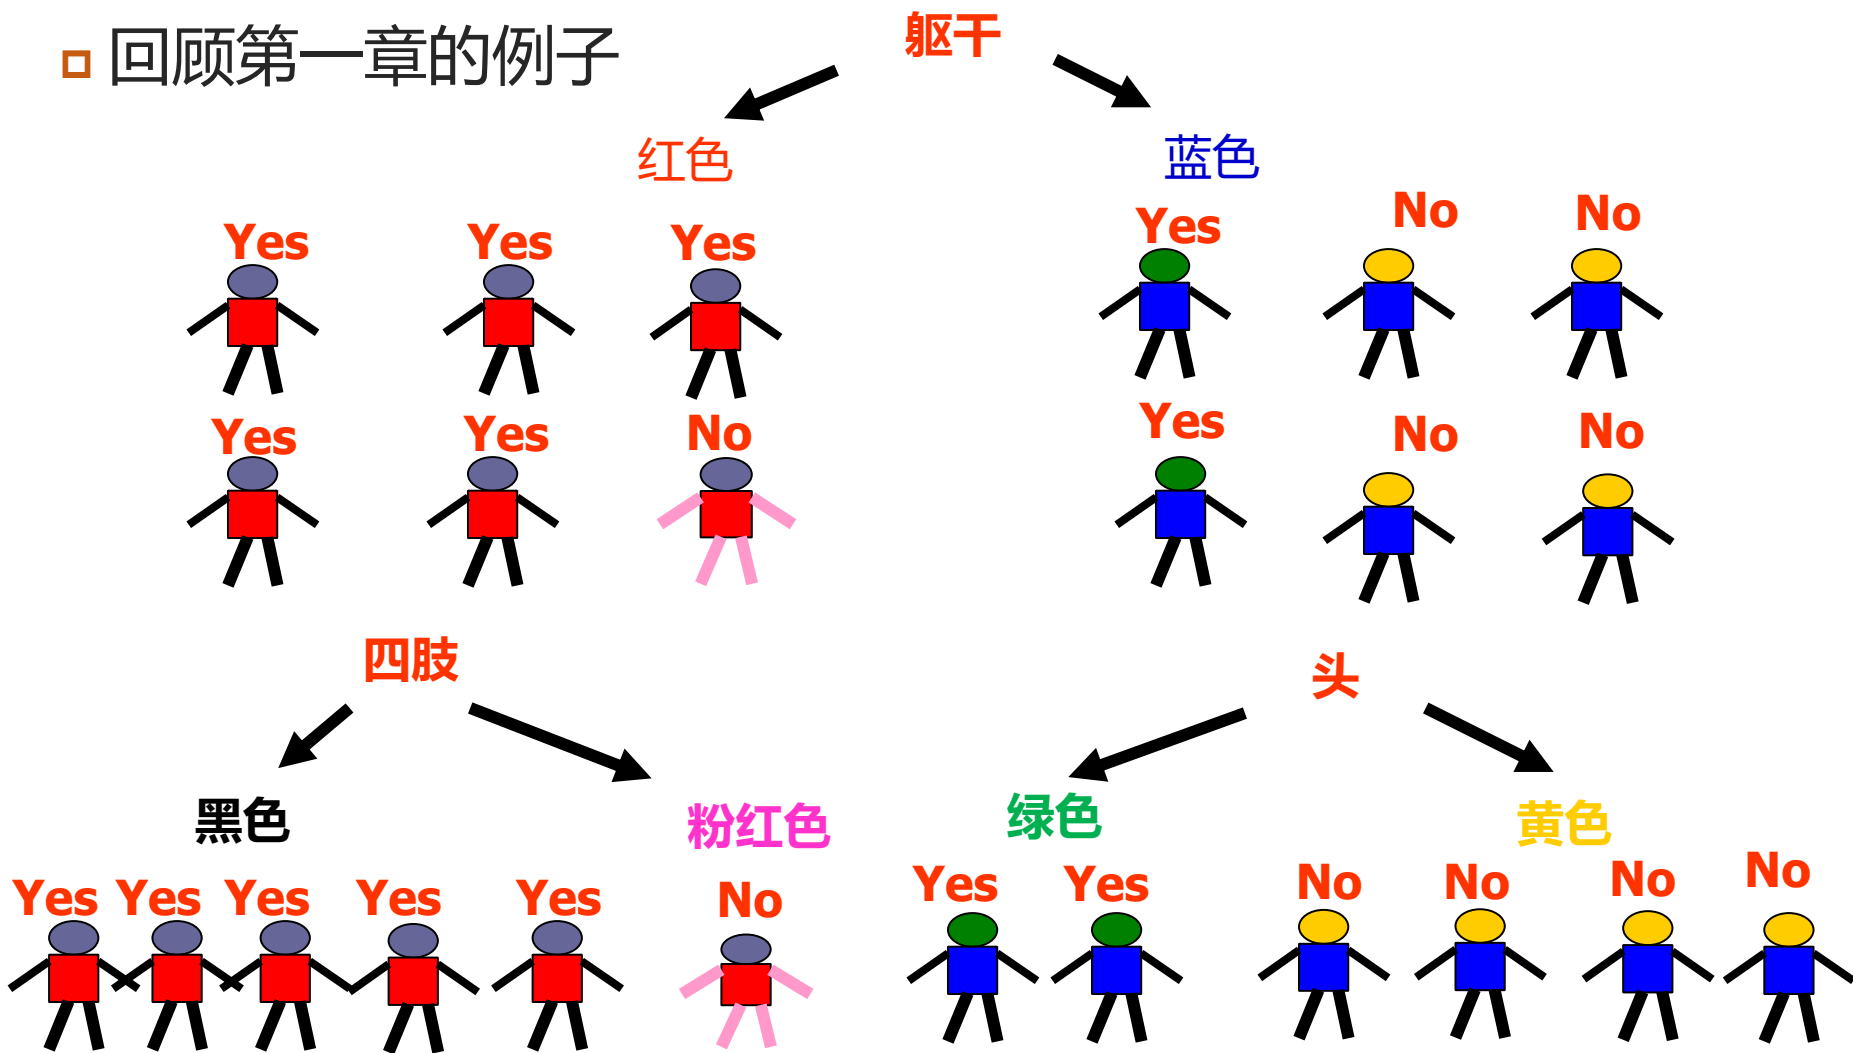 回顾第一章的例子
躯干
红色
蓝色
Yes Yes Yes Yes No No
Yes Yes No Yes No No
四肢
头
黑色
粉红色
绿色
黄色
Yes Yes Yes Yes Yes No Yes Yes No No No No